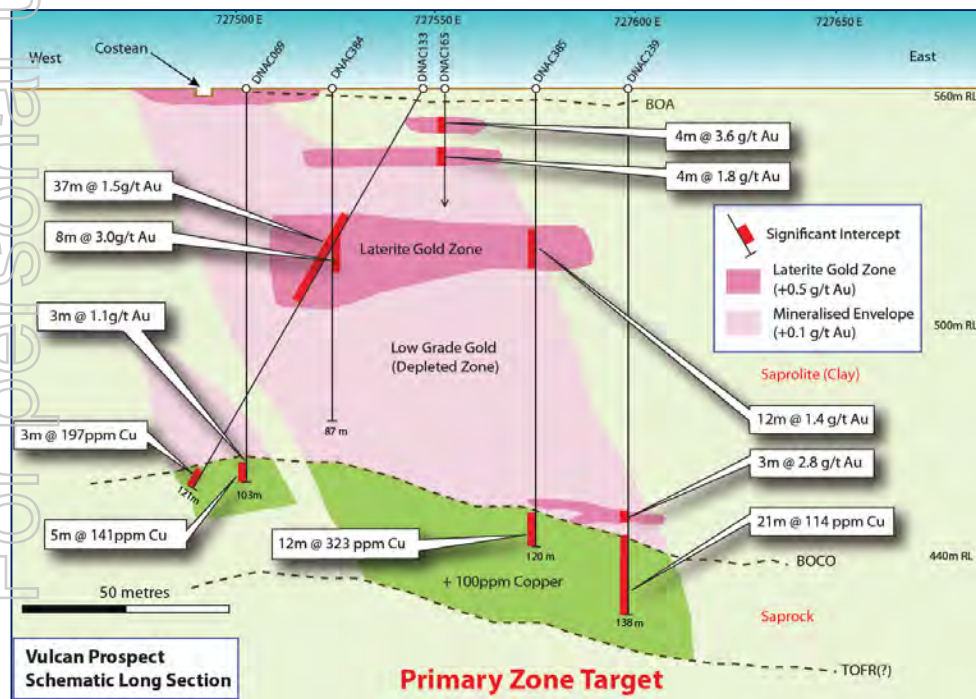 For personal use
727500 E
727550 E
727600 E
727650 E
West
Costean
DNAC069
DNAC384
DNAC133
DNAC165
DNAC385
DNAC239
East
BOA
560m RL
4m @ 3.6 g/t Au
4m @ 1.8 g/t Au
37m @ 1.5g/t Au
8m @ 3.0g/t Au
Laterite Gold Zone
Significant Intercept
Laterite Gold Zone
(+0.5 g/t Au)
Mineralised Envelope
(+0.1 g/t Au)
3m @ 1.1g/t Au
500m RL
Low Grade Gold
(Depleted Zone)
Saprolite (Clay)
12m @ 1.4 g/t Au
87 m
3m @ 197ppm Cu
3m @ 2.8 g/t Au
121m
103m
5m @ 141ppm Cu
12m @ 323 ppm Cu
21m @ 114 ppm Cu
120 m
440m RL
BOCO
+ 100ppm Copper
50 metres
138 m
Saprock
Vulcan Prospect
Schematic Long Section
Primary Zone Target
TOFR(?)